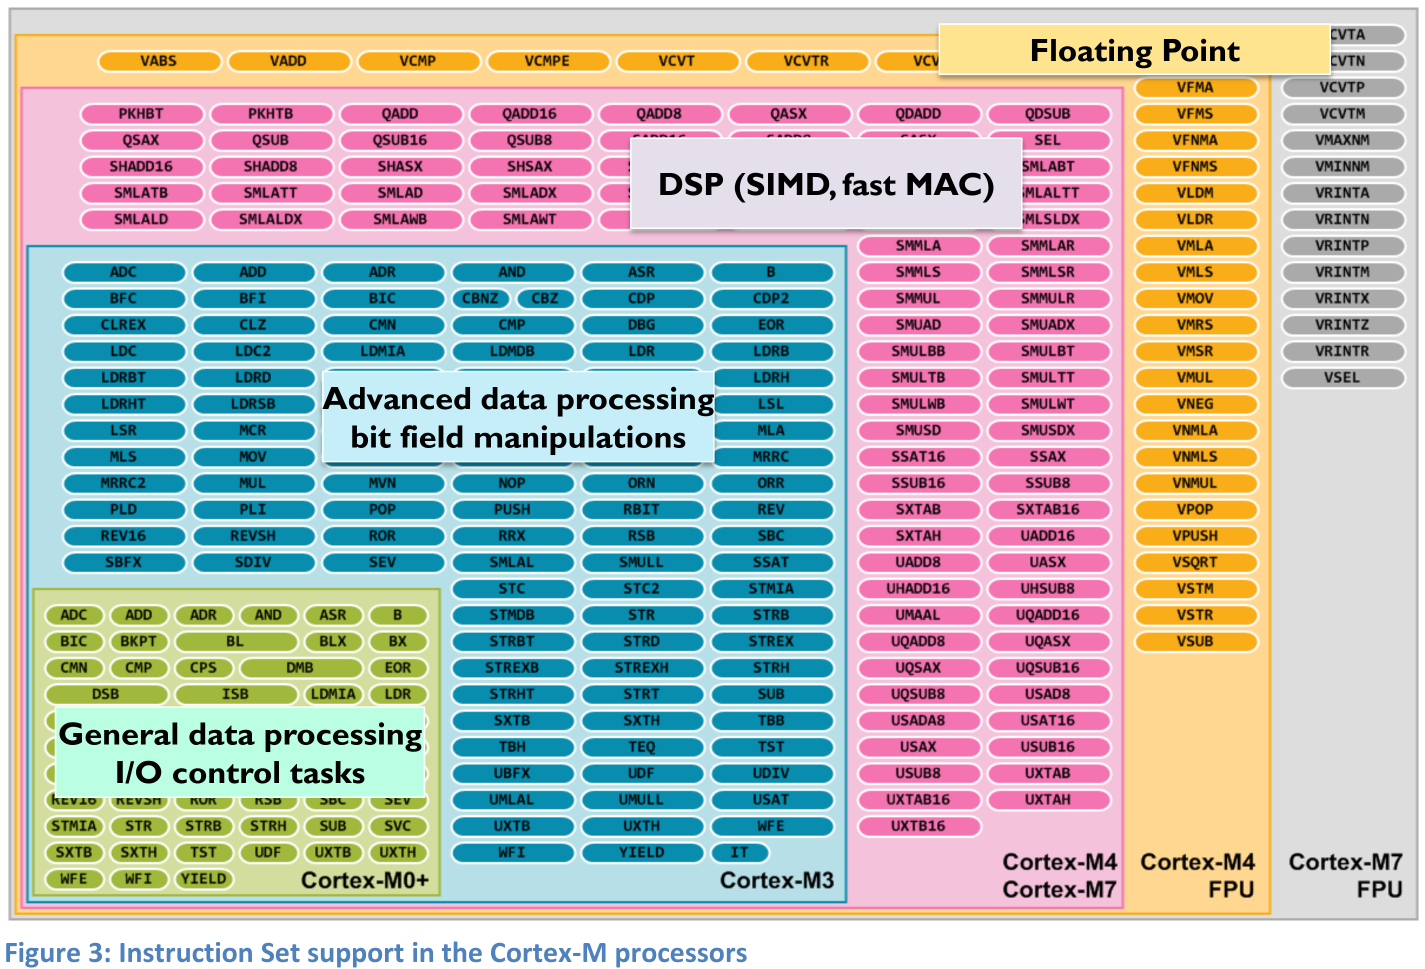 VABS VADD VCMP VCMPE VCVT VCVTR
Floating Point
PKHBT PKHTB QADD QADD16 QADD8 QASX QDADD QDSUB
QSAX QSUB QSUB16 QSUB8 SEL
SHADD16 SHADD8 SHASX SHSAX SMLABT
SMLATB SMLATT SMLAD SMLADX SMLALTT
SMLALD SMLALDX SMLAWB SMLAWT SMLSLDX
DSP (SIMD, fast MAC)
SMMLA SMMLAR
SMMLS SMMLSR
SMMUL SMMULR
SMUAD SMUADX
SMULBB SMULBT
SMULTB SMULTT
SMULWB SMULWT
SMUSD SMUSDX
SSAT16 SSAX
SSUB16 SSUB8
SXTAB SXTAB16
SXTAH UADD16
UADD8 UASX
UHADD16 UHSUB8
UMAAL UQADD16
UQADD8 UQASX
UQSAX UQSUB16
UQSUB8 USAD8
USADA8 USAT16
USAX USUB16
USUB8 UXTAB
UXTAB16 UXTAH
UXTB16
Cortex-M4
Cortex-M7
ADC ADD ADR AND ASR B
BFC BFI BIC CBNZ CBZ CDP CDP2
CLREX CLZ CMN CMP DBG EOR
LDC LDC2 LDMIA LDMDB LDR LDRB
LDRBT LDRD LDRH
LDRHT LDRSB LSL
LSR MCR MLA
MLS MOV MRRC
Advanced data processing
bit field manipulations
MRRC2 MUL MVN NOP ORN ORR
PLD PLI POP PUSH RBIT REV
REV16 REVSH ROR RRX RSB SBC
SBFX SDIV SEV SMLAL SMULL SSAT
STC STC2 STMIA
STMDB STR STRB
STRBT STRD STREX
STREXB STREXH STRH
STRHT STRT SUB
SXTB SXTH TBB
TBH TEQ TST
UBFX UDF UDIV
UMLAL UMULL USAT
UXTB UXTH WFE
WFI YIELD IT
Cortex-M3
ADC ADD ADR AND ASR B
BIC BKPT BL BLX BX
CMN CMP CPS DMB EOR
DSB ISB LDMIA LDR
General data processing
I/O control tasks
REV16 REVSH ROR RSB SBC SEV
STMIA STR STRB STRH SUB SVC
SXTB SXTH TST UDF UXTB UXTH
WFE WFI YIELD
Cortex-M0+
VFMA
VFMS
VFNMA
VFNMS
VLDM
VLDR
VMLA
VMLS
VMOV
VMRS
VMSR
VMUL
VNEG
VNMLA
VNMLS
VNMUL
VPOP
VPUSH
VSQRT
VSTM
VSTR
VSUB
Cortex-M4
FPU
VCVTP
VCVTM
VMAXNM
VMINNM
VRINTA
VRINTN
VRINTP
VRINTM
VRINTX
VRINTZ
VRINTR
VSEL
Cortex-M7
FPU
Figure 3: Instruction Set support in the Cortex-M processors